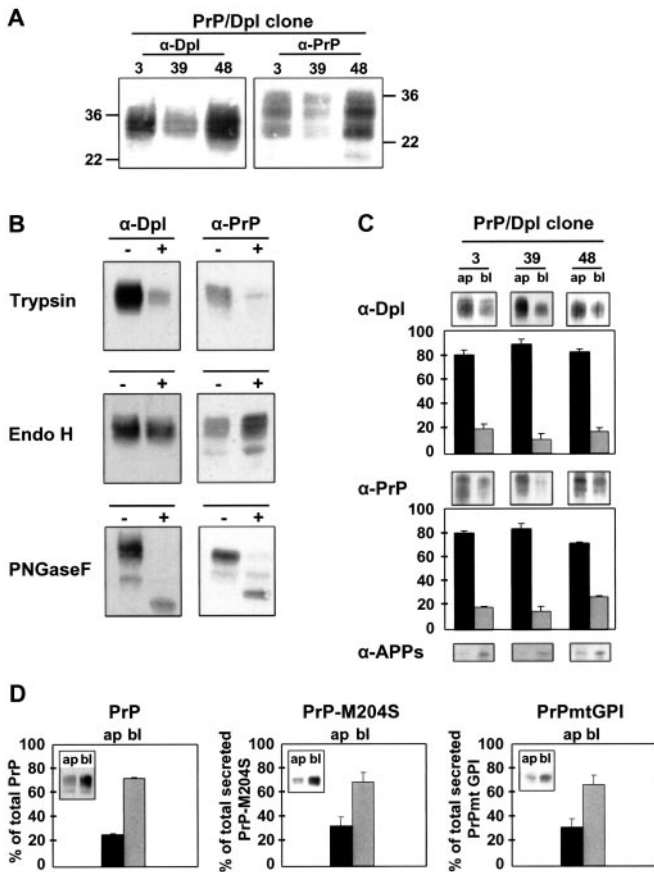 A
PrP/Dpl clone
α-Dpl α-PrP
3 39 48 3 39 48
36
22
36
22
B
α-Dpl α-PrP
- + - +
Trypsin
- + - +
Endo H
- + - +
PNGaseF
C
PrP/Dpl clone
3 39 48
ap bl ap bl ap bl
α-Dpl
100
80
60
40
20
0
α-PrP
100
80
60
40
20
0
α-APPs
D
PrP
ap bl
% of total PrP
100
80
60
40
20
0
ap bl
PrP-M204S
ap bl
% of total secreted
PrP-M204S
100
80
60
40
20
0
ap bl
PrPmtGPI
ap bl
% of total secreted
PrPmt GPI
100
80
60
40
20
0
ap bl